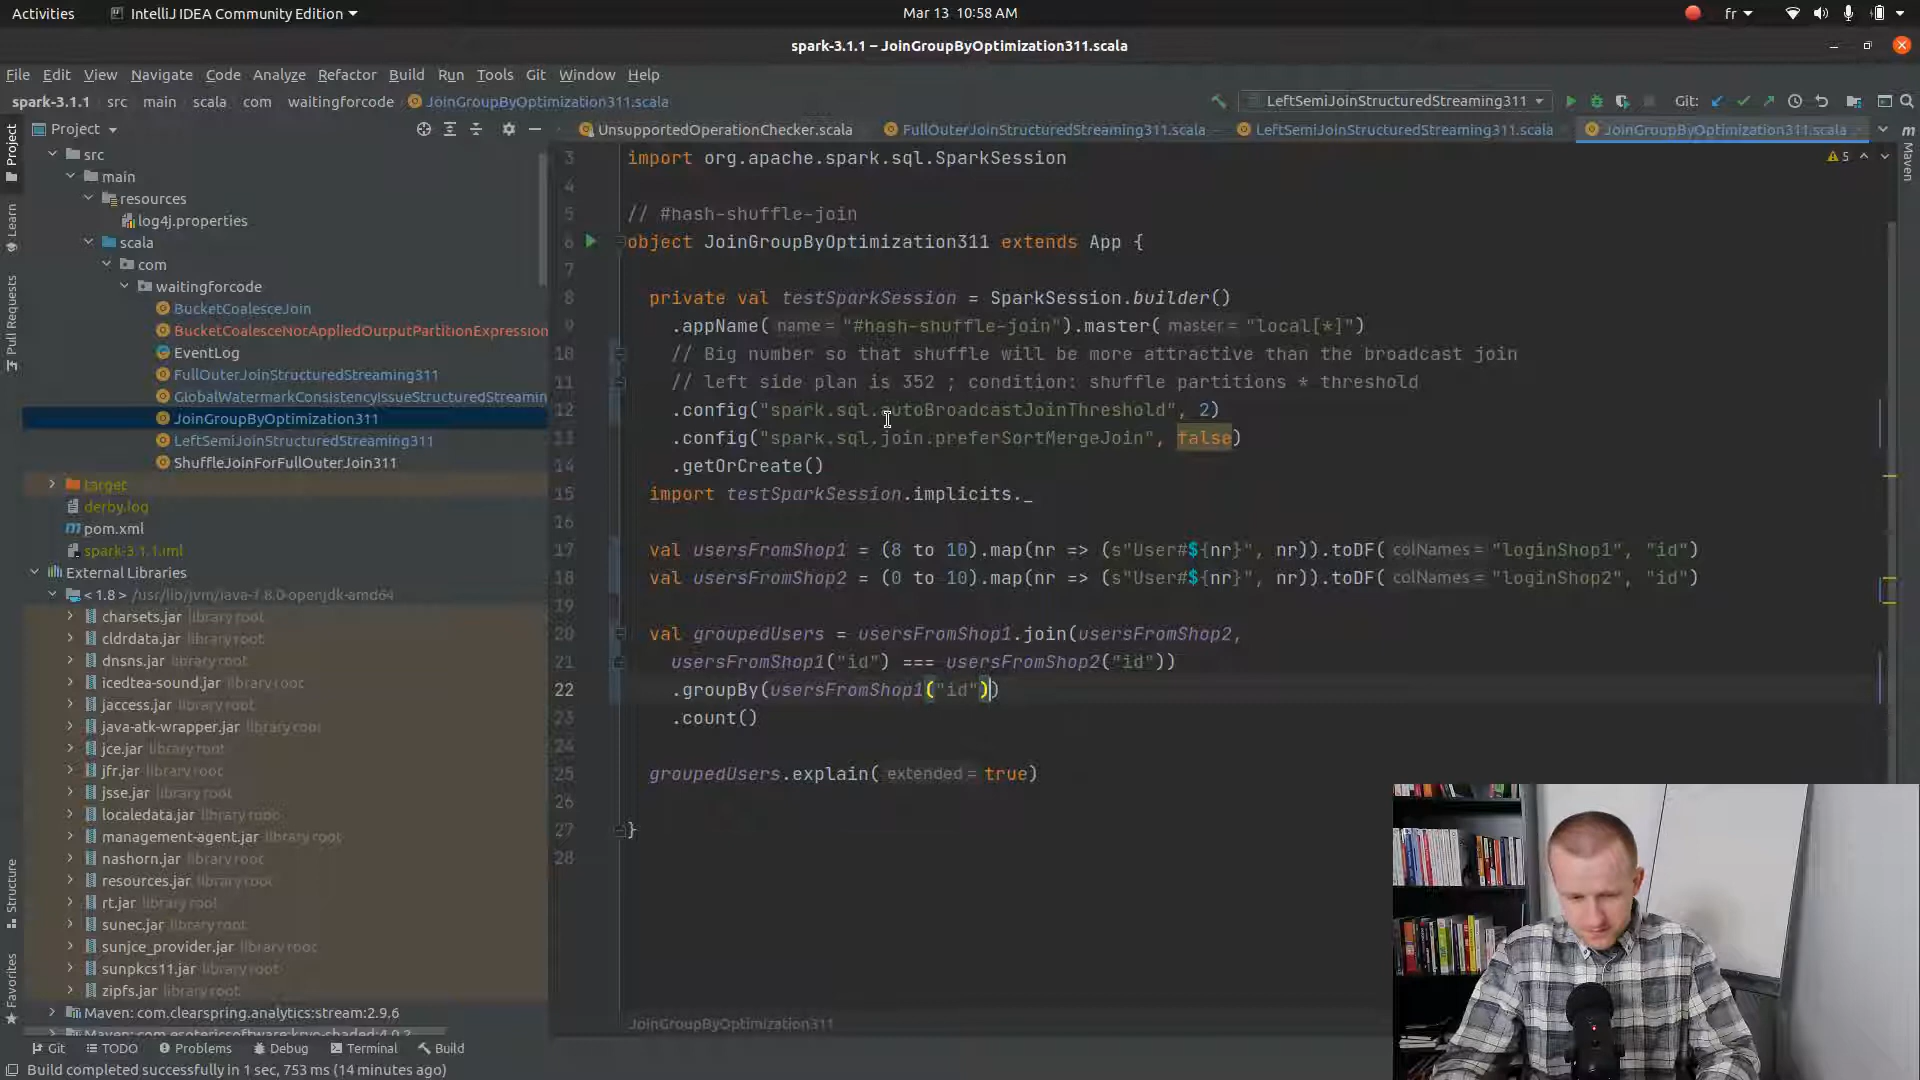 Activities
IntelliJ IDEA Community Edition
Mar 13 10:58 AM
fr
spark-3.1.1 – JoinGroupByOptimization311.scala
File Edit View Navigate Code Analyze Refactor Build Run Tools Git Window Help
spark-3.1.1 src main scala com waitingforcode JoinGroupByOptimization311.scala
LeftSemiJoinStructuredStreaming311
Git:
Project
UnsupportedOperationChecker.scala
FullOuterJoinStructuredStreaming311.scala
LeftSemiJoinStructuredStreaming311.scala
JoinGroupByOptimization311.scala
Project
Learn
Pull Requests
Structure
Favorites
Maven
5
src
main
resources
log4j.properties
scala
com
waitingforcode
BucketCoalesceJoin
BucketCoalesceNotAppliedOutputPartitionExpression
EventLog
FullOuterJoinStructuredStreaming311
GlobalWatermarkConsistencyIssueStructuredStreamin
JoinGroupByOptimization311
LeftSemiJoinStructuredStreaming311
ShuffleJoinForFullOuterJoin311
target
derby.log
pom.xml
spark-3.1.1.iml
External Libraries
< 1.8 > /usr/lib/jvm/java-1.8.0-openjdk-amd64
charsets.jar library root
cldrdata.jar library root
dnsns.jar library root
icedtea-sound.jar library root
jaccess.jar library root
java-atk-wrapper.jar library root
jce.jar library root
jfr.jar library root
jsse.jar library root
localedata.jar library root
management-agent.jar library root
nashorn.jar library root
resources.jar library root
rt.jar library root
sunec.jar library root
sunjce_provider.jar library root
sunpkcs11.jar library root
zipfs.jar library root
Maven: com.clearspring.analytics:stream:2.9.6
Maven: com.esotericsoftware:kryo-shaded:4.0.2
3 import org.apache.spark.sql.SparkSession
4
5 // #hash-shuffle-join
6 object JoinGroupByOptimization311 extends App {
7
8 private val testSparkSession = SparkSession.builder()
9 .appName( name = "#hash-shuffle-join").master( master = "local[*]")
10 // Big number so that shuffle will be more attractive than the broadcast join
11 // left side plan is 352 ; condition: shuffle partitions * threshold
12 .config("spark.sql.autoBroadcastJoinThreshold", 2)
13 .config("spark.sql.join.preferSortMergeJoin", false)
14 .getOrCreate()
15 import testSparkSession.implicits._
16
17 val usersFromShop1 = (8 to 10).map(nr => (s"User#${nr}", nr)).toDF( colNames = "loginShop1", "id")
18 val usersFromShop2 = (0 to 10).map(nr => (s"User#${nr}", nr)).toDF( colNames = "loginShop2", "id")
19
20 val groupedUsers = usersFromShop1.join(usersFromShop2,
21 usersFromShop1("id") === usersFromShop2("id"))
22 .groupBy(usersFromShop1("id"))
23 .count()
24
25 groupedUsers.explain( extended = true)
26
27 }
28
JoinGroupByOptimization311
Git TODO Problems Debug Terminal Build
Build completed successfully in 1 sec, 753 ms (14 minutes ago)